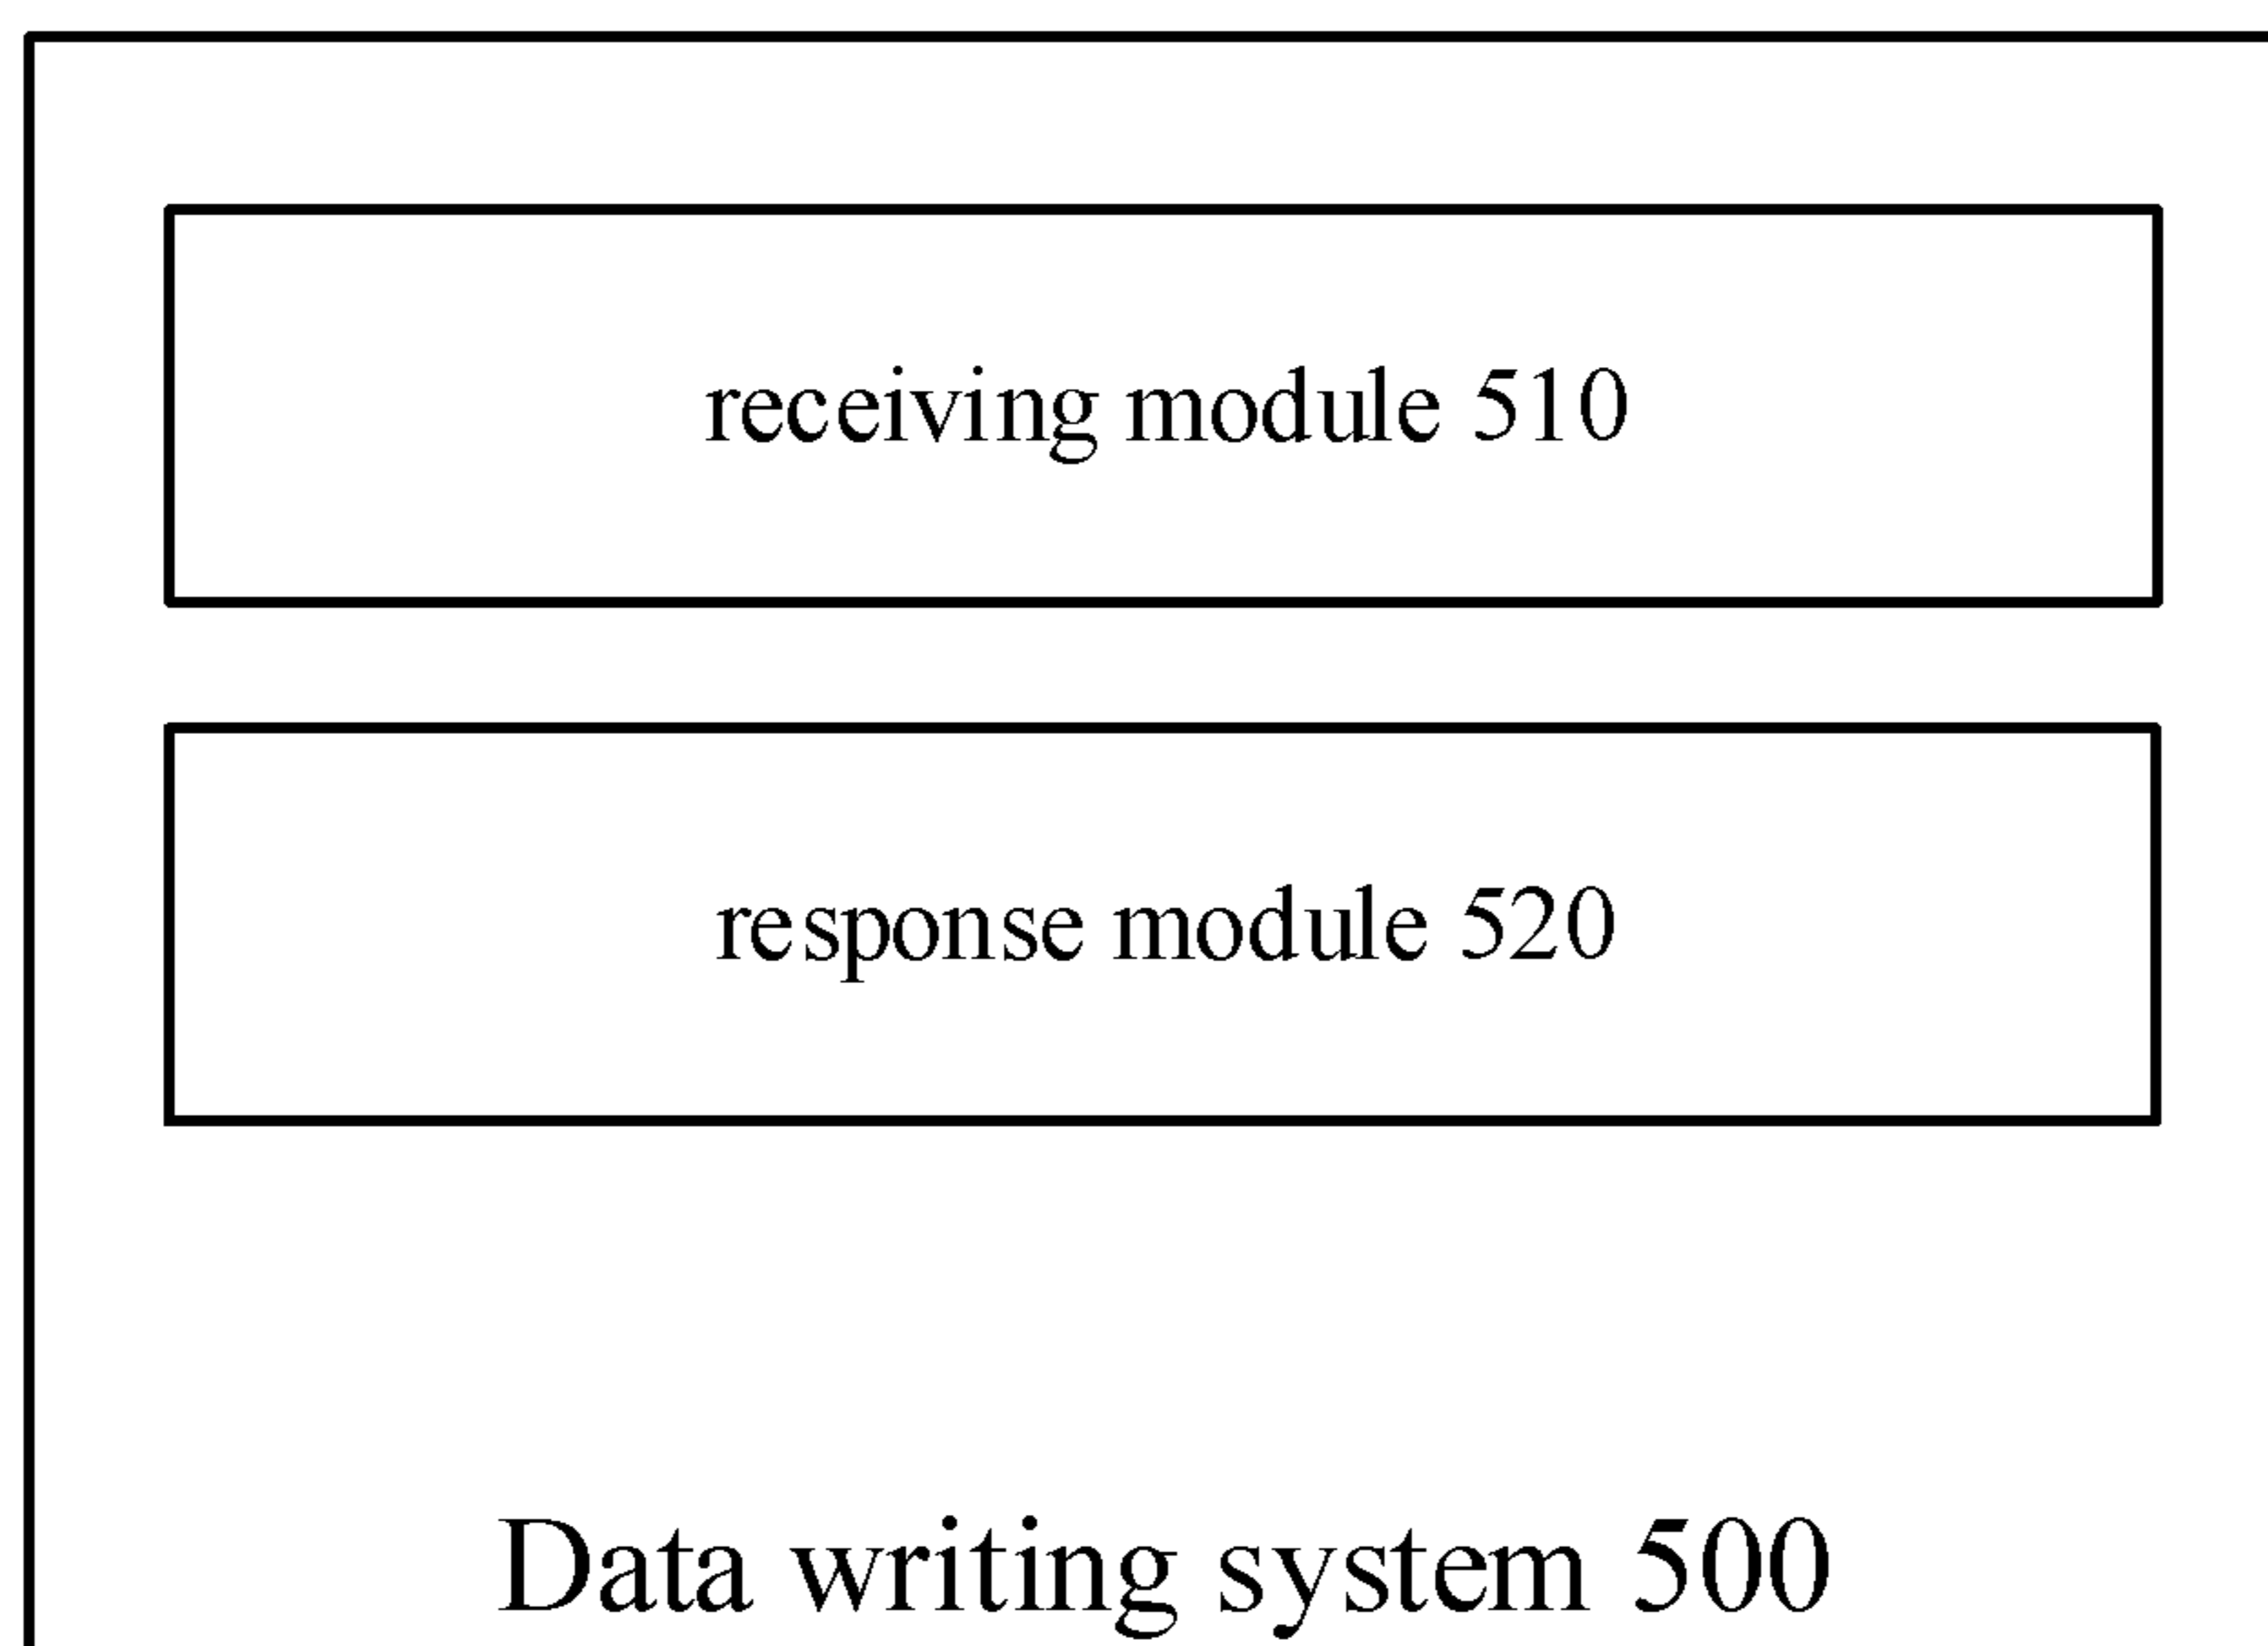 receiving module 510
response module 520
Data writing system 500